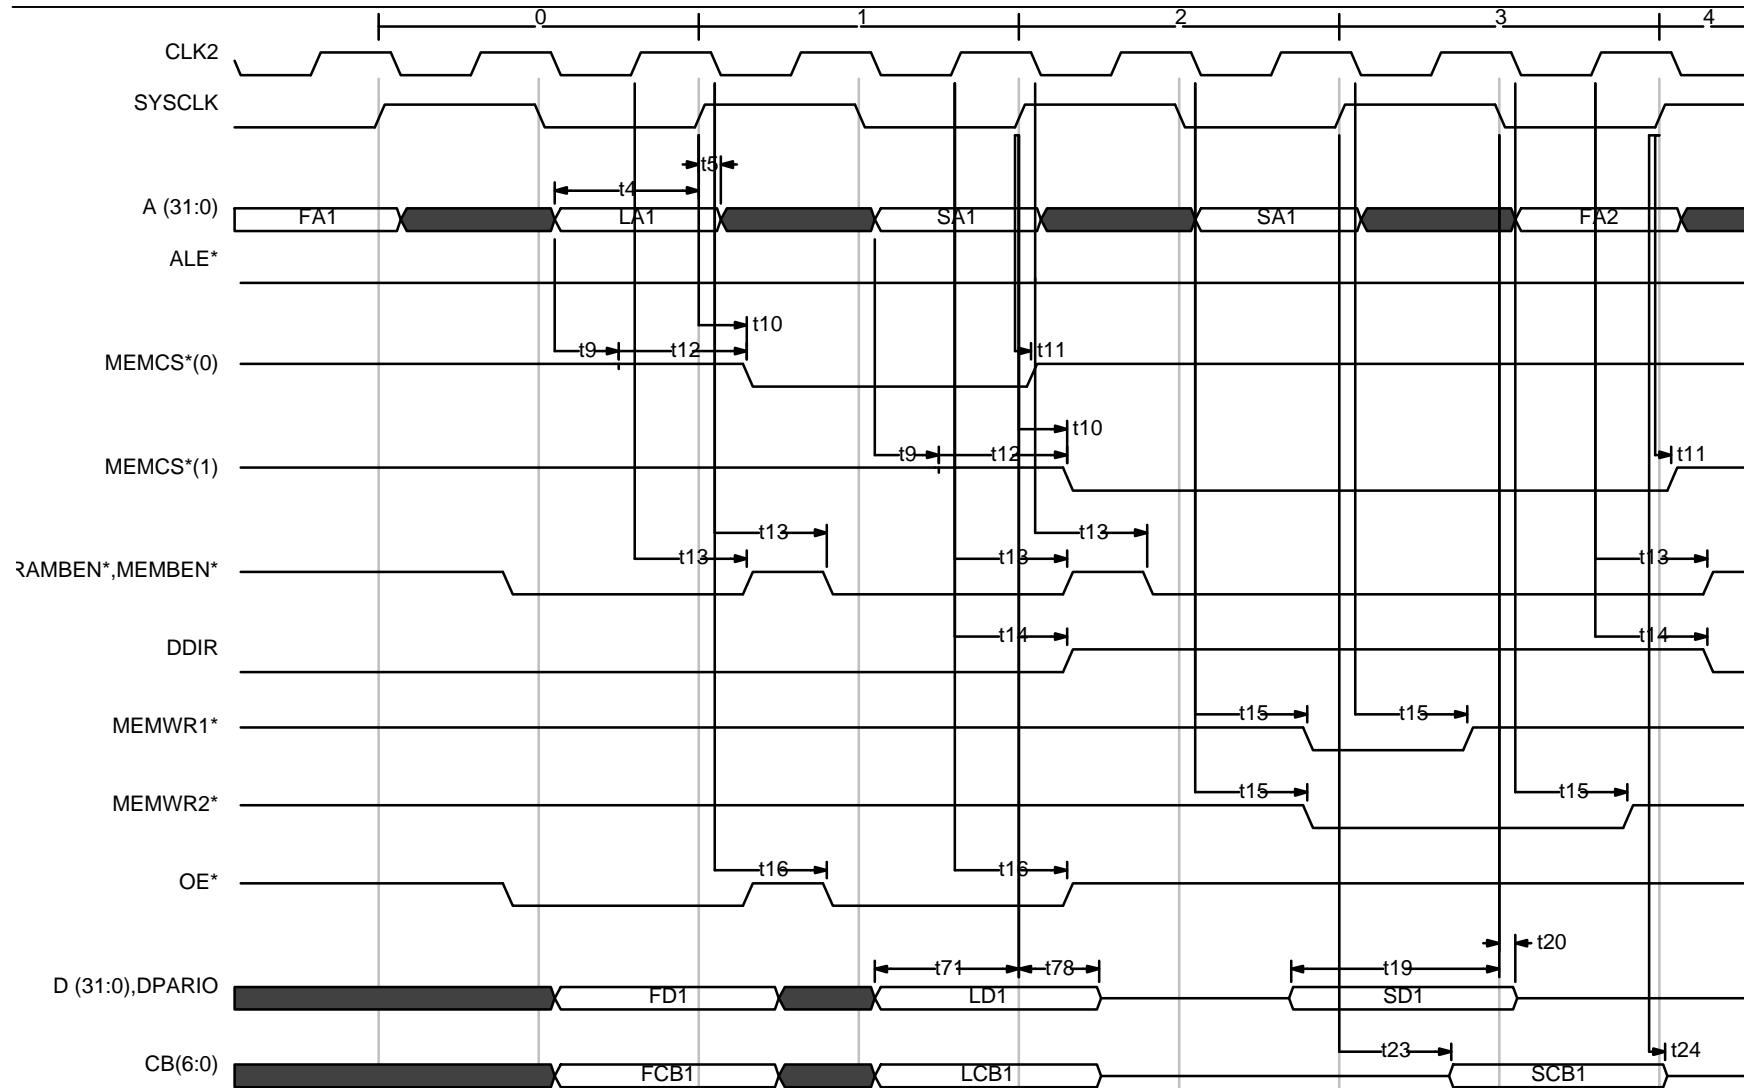 0 1 2 3 4
CLK2
SYSCLK
t5
t4
A (31:0) FA1 LA1 SA1 SA1 FA2
ALE*
t10
t9 t12 t11
MEMCS*(0)
t10
t9 t12 t11
MEMCS*(1)
t13 t13
t13 t13 t13
RAMBEN*,MEMBEN*
t14 t14
DDIR
t15 t15
MEMWR1*
t15 t15
MEMWR2*
t16 t16
OE*
t20
t71 t78 t19
D (31:0),DPARIO FD1 LD1 SD1
t23 t24
CB(6:0) FCB1 LCB1 SCB1